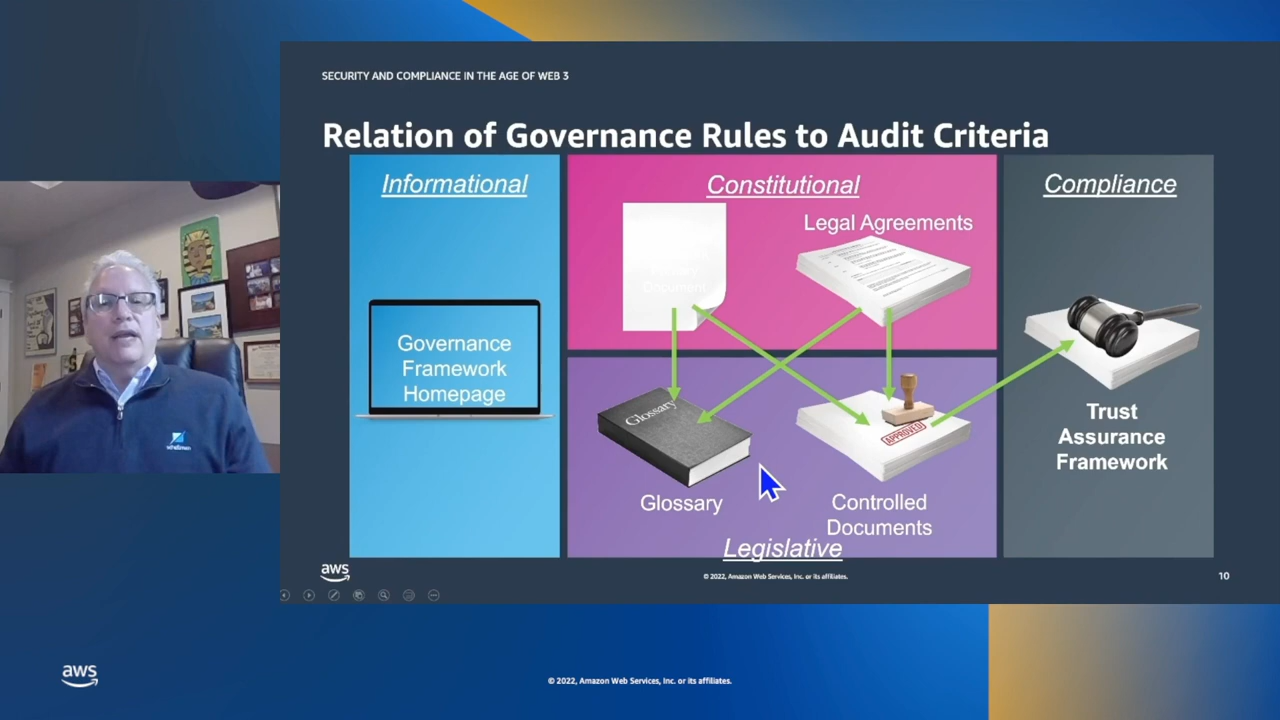 SECURITY AND COMPLIANCE IN THE AGE OF WEB 3
Relation of Governance Rules to Audit Criteria
Informational
Governance
Framework
Homepage
Constitutional
Document
Legal Agreements
Glossary
Glossary
APPROVED
Controlled
Documents
Legislative
Compliance
Trust
Assurance
Framework
aws
© 2022, Amazon Web Services, Inc. or its affiliates.
10
aws
© 2022, Amazon Web Services, Inc. or its affiliates.